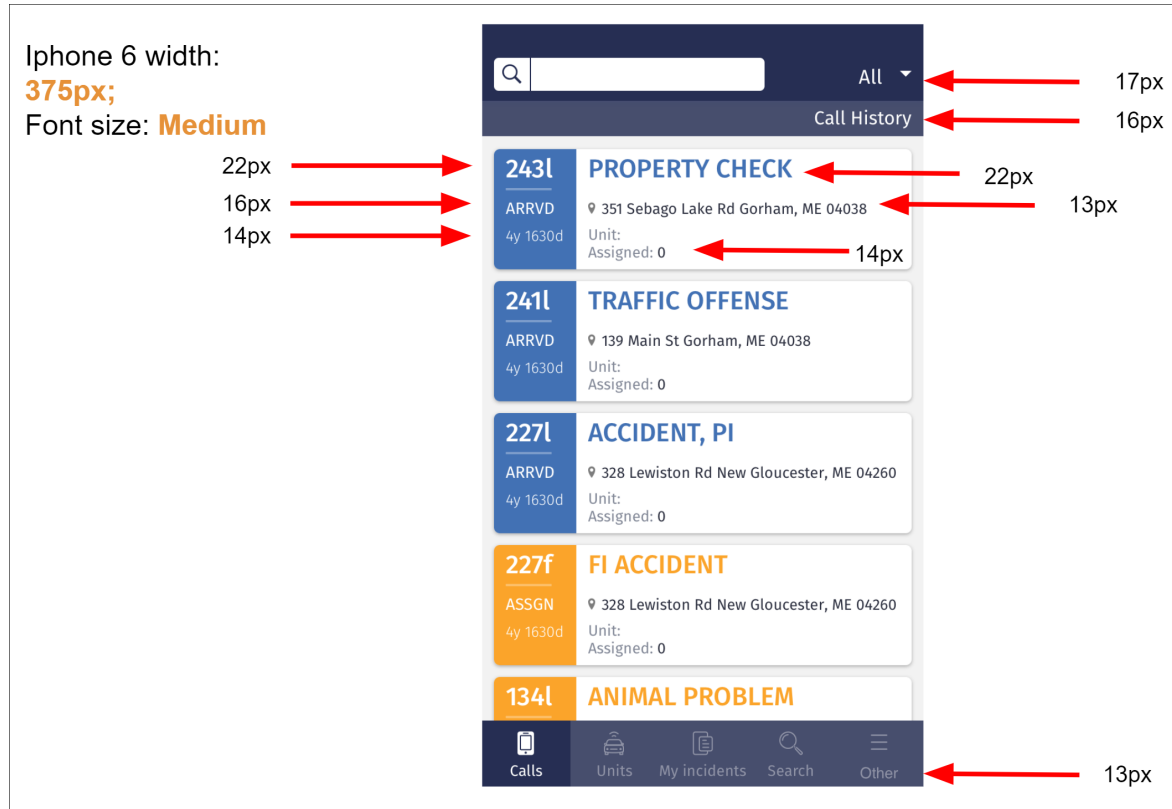 Iphone 6 width:
375px;
Font size: Medium
All
17px
Call History
16px
22px
243l
PROPERTY CHECK
22px
16px
ARRVD
351 Sebago Lake Rd Gorham, ME 04038
13px
14px
4y 1630d
Unit:
Assigned: 0
14px
241l
TRAFFIC OFFENSE
ARRVD
139 Main St Gorham, ME 04038
4y 1630d
Unit:
Assigned: 0
227l
ACCIDENT, PI
ARRVD
328 Lewiston Rd New Gloucester, ME 04260
4y 1630d
Unit:
Assigned: 0
227f
FI ACCIDENT
ASSGN
328 Lewiston Rd New Gloucester, ME 04260
4y 1630d
Unit:
Assigned: 0
134l
ANIMAL PROBLEM
Calls
Units
My incidents
Search
Other
13px